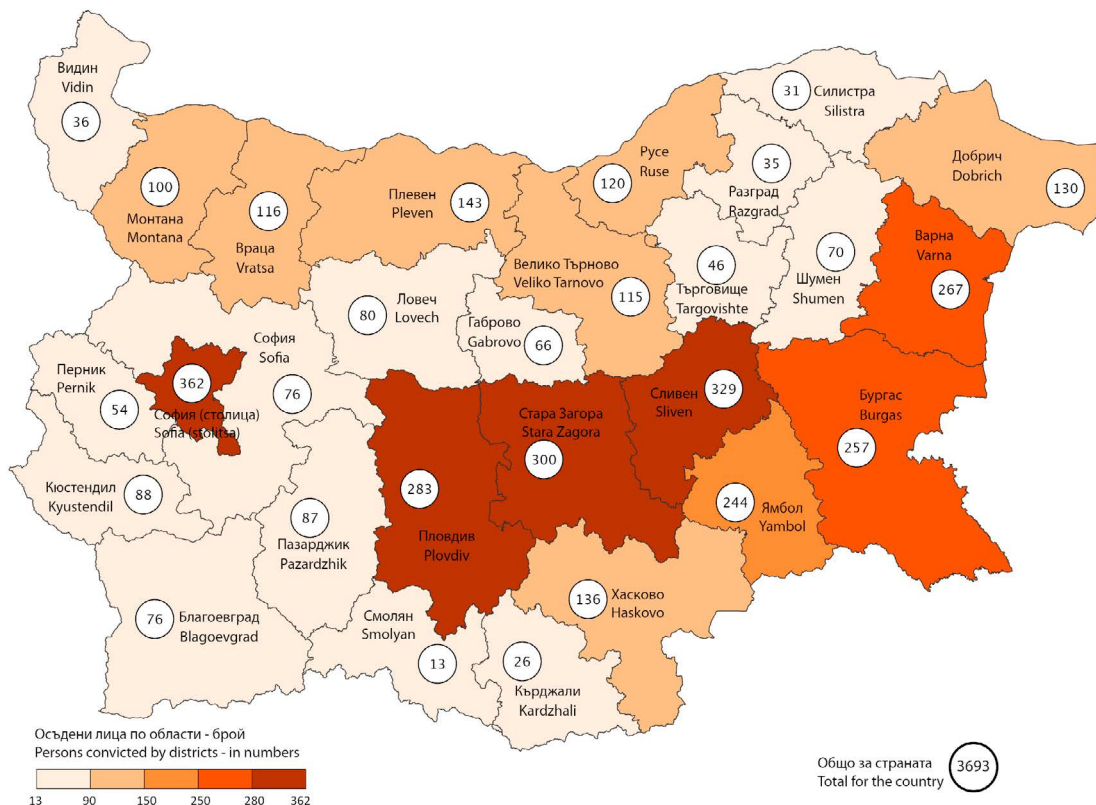 Видин
Vidin
36
Монтана
Montana
100
Враца
Vratsa
116
Плевен
Pleven
143
Велико Търново
Veliko Tarnovo
115
Русе
Ruse
120
Силистра
Silistra
31
Разград
Razgrad
35
Търговище
Targovishte
46
Шумен
Shumen
70
Добрич
Dobrich
130
Варна
Varna
267
Ловеч
Lovech
80
Габрово
Gabrovo
66
София
Sofia
76
София (столица)
Sofia (stolitsa)
362
Перник
Pernik
54
Кюстендил
Kyustendil
88
Благоевград
Blagoevgrad
76
Пазарджик
Pazardzhik
87
Пловдив
Plovdiv
283
Стара Загора
Stara Zagora
300
Сливен
Sliven
329
Ямбол
Yambol
244
Бургас
Burgas
257
Хасково
Haskovo
136
Смолян
Smolyan
13
Кърджали
Kardzhali
26
Осъдени лица по области - брой
Persons convicted by districts - in numbers
13 90 150 250 280 362
Общо за страната
Total for the country
3693